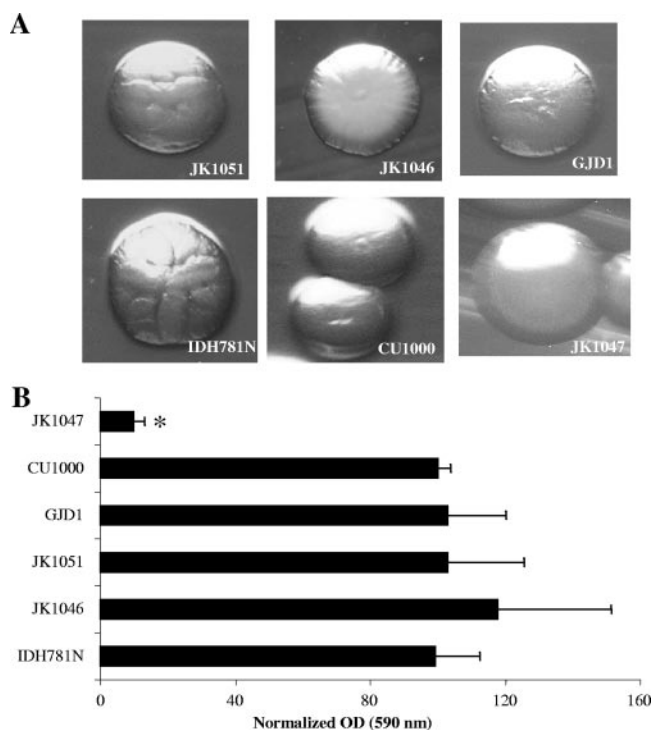 A
JK1051
JK1046
GJD1
IDH781N
CU1000
JK1047
B
JK1047
*
CU1000
GJD1
JK1051
JK1046
IDH781N
0 40 80 120 160
Normalized OD (590 nm)